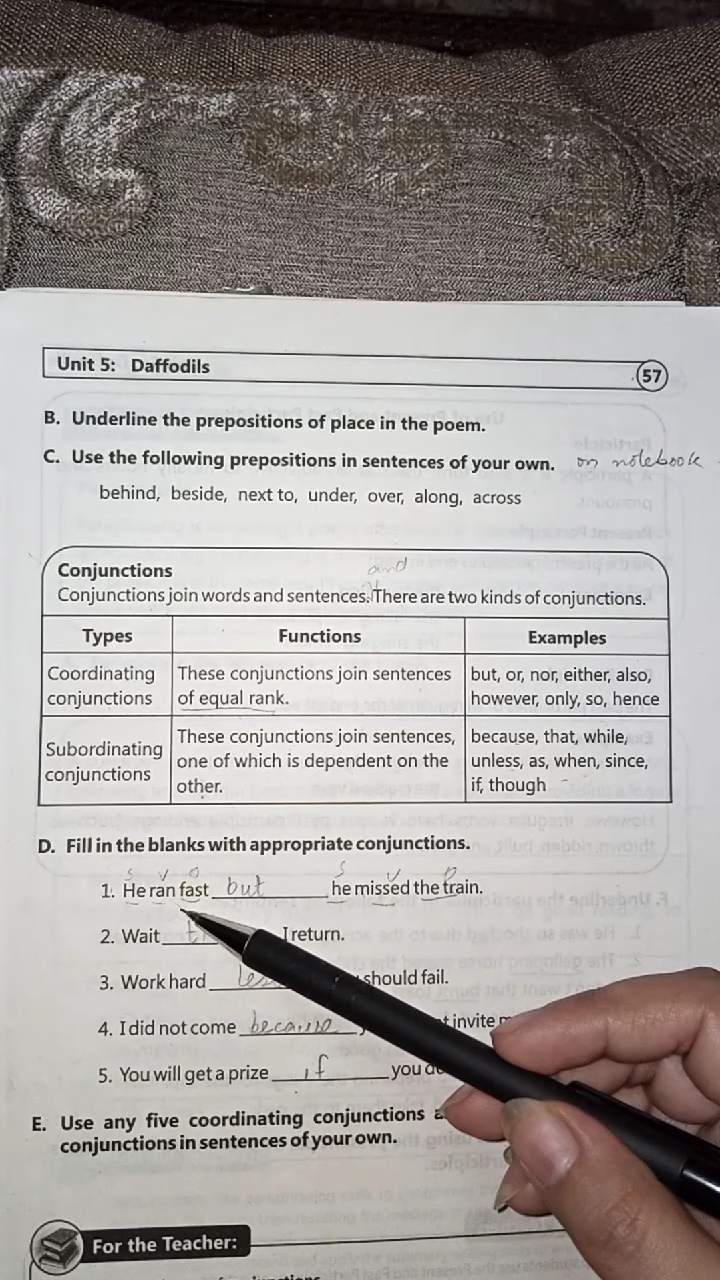 Unit 5: Daffodils
57
B. Underline the prepositions of place in the poem.
C. Use the following prepositions in sentences of your own. on notebook
behind, beside, next to, under, over, along, across
Conjunctions and
Conjunctions join words and sentences. There are two kinds of conjunctions.
Types Functions Examples
Coordinating conjunctions These conjunctions join sentences of equal rank. but, or, nor, either, also, however, only, so, hence
Subordinating conjunctions These conjunctions join sentences, one of which is dependent on the other. because, that, while, unless, as, when, since, if, though
D. Fill in the blanks with appropriate conjunctions.
S V O S V O
1. He ran fast but he missed the train.
2. Wait I return.
3. Work hard should fail.
4. I did not come because invite
5. You will get a prize if you
E. Use any five coordinating conjunctions
conjunctions in sentences of your own.
For the Teacher: